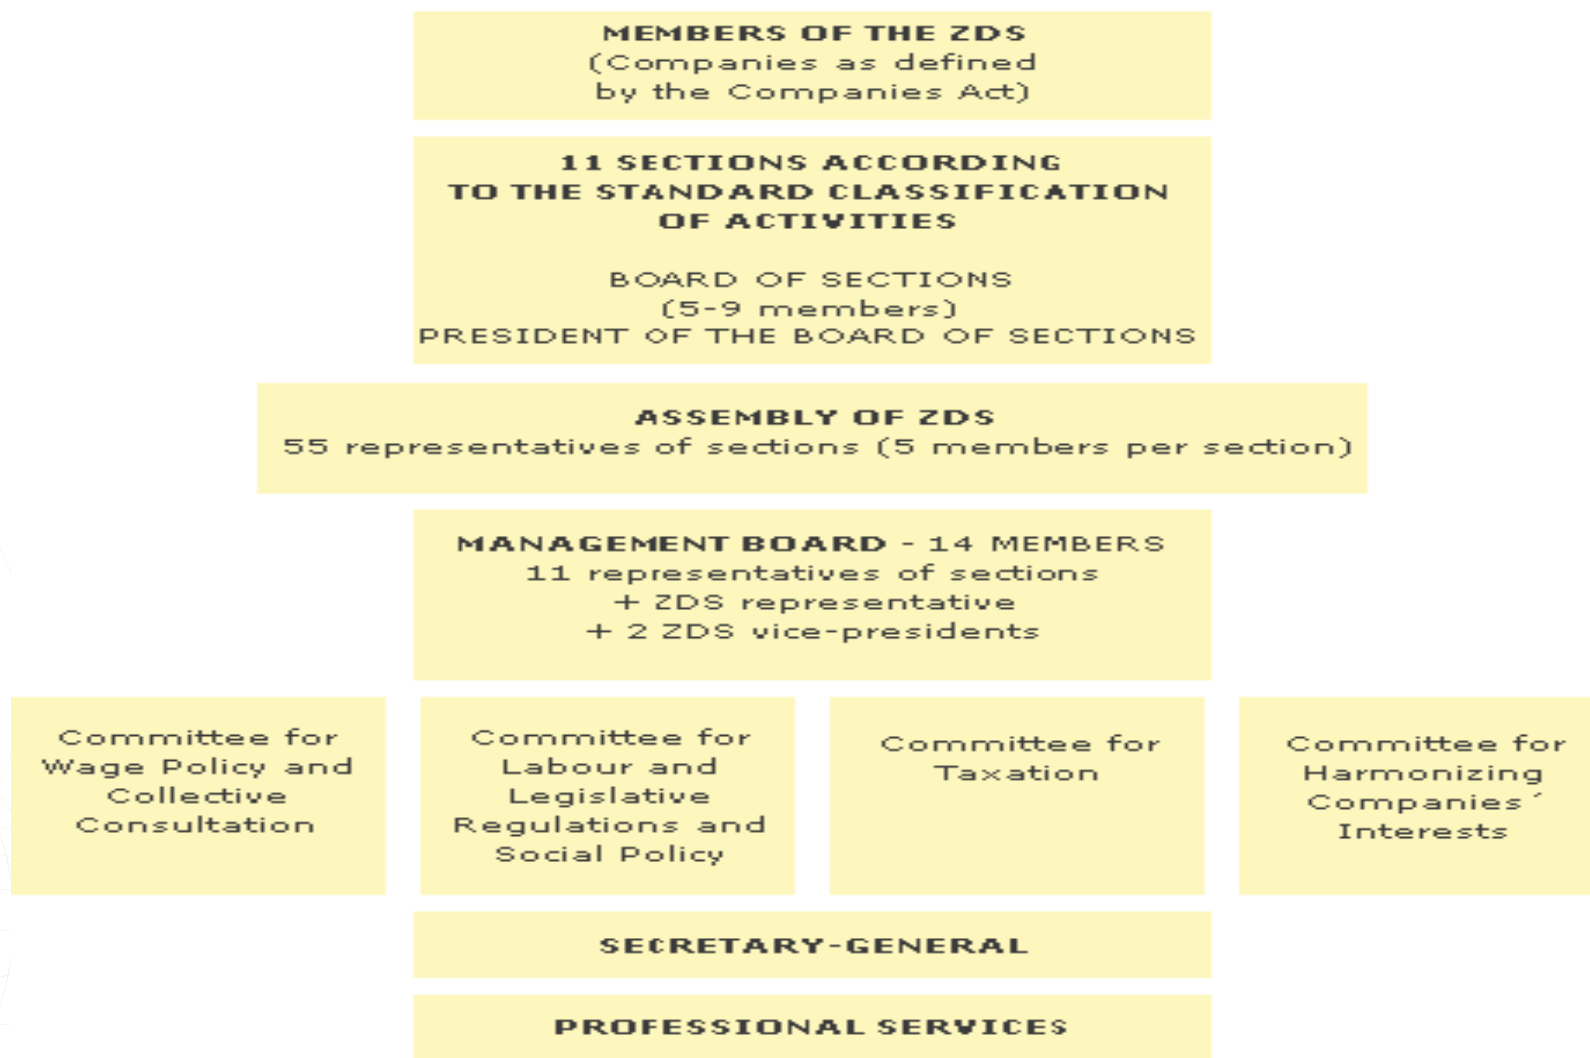 MEMBERS OF THE ZDS
(Companies as defined
by the Companies Act)
11 SECTIONS ACCORDING
TO THE STANDARD CLASSIFICATION
OF ACTIVITIES
BOARD OF SECTIONS
(5-9 members)
PRESIDENT OF THE BOARD OF SECTIONS
ASSEMBLY OF ZDS
55 representatives of sections (5 members per section)
MANAGEMENT BOARD - 14 MEMBERS
11 representatives of sections
+ ZDS representative
+ 2 ZDS vice-presidents
Committee for
Wage Policy and
Collective
Consultation
Committee for
Labour and
Legislative
Regulations and
Social Policy
Committee for
Taxation
Committee for
Harmonizing
Companies´
Interests
SECRETARY-GENERAL
PROFESSIONAL SERVICES